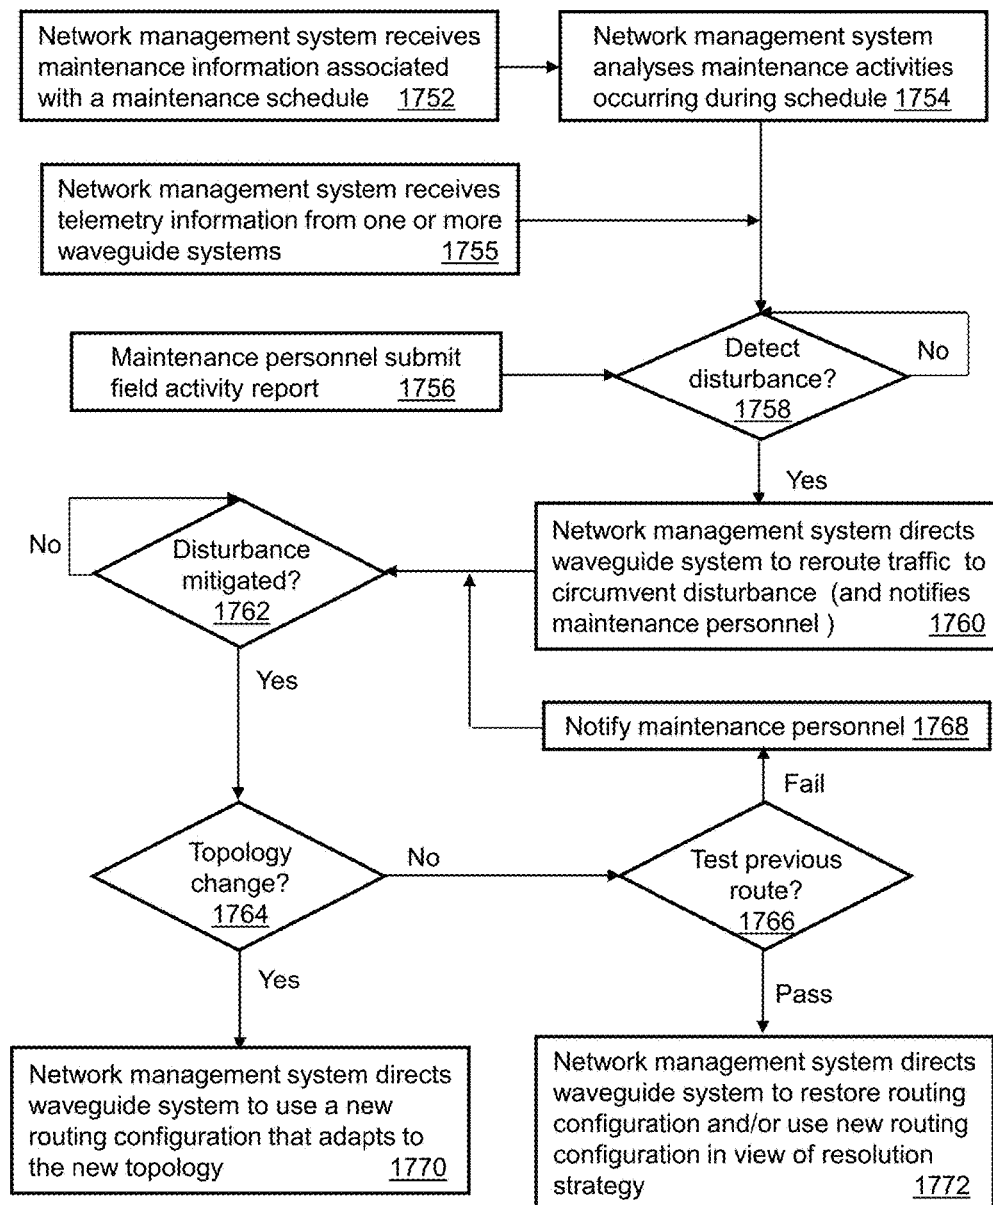 Network management system receives
maintenance information associated
with a maintenance schedule 1752
Network management system
analyses maintenance activities
occurring during schedule 1754
Network management system receives
telemetry information from one or more
waveguide systems 1755
Maintenance personnel submit
field activity report 1756
Detect
disturbance?
1758
No
Yes
Network management system directs
waveguide system to reroute traffic to
circumvent disturbance (and notifies
maintenance personnel ) 1760
Disturbance
mitigated?
1762
No
Yes
Notify maintenance personnel 1768
Fail
Topology
change?
1764
No
Test previous
route?
1766
Yes
Pass
Network management system directs
waveguide system to use a new
routing configuration that adapts to
the new topology 1770
Network management system directs
waveguide system to restore routing
configuration and/or use new routing
configuration in view of resolution
strategy 1772